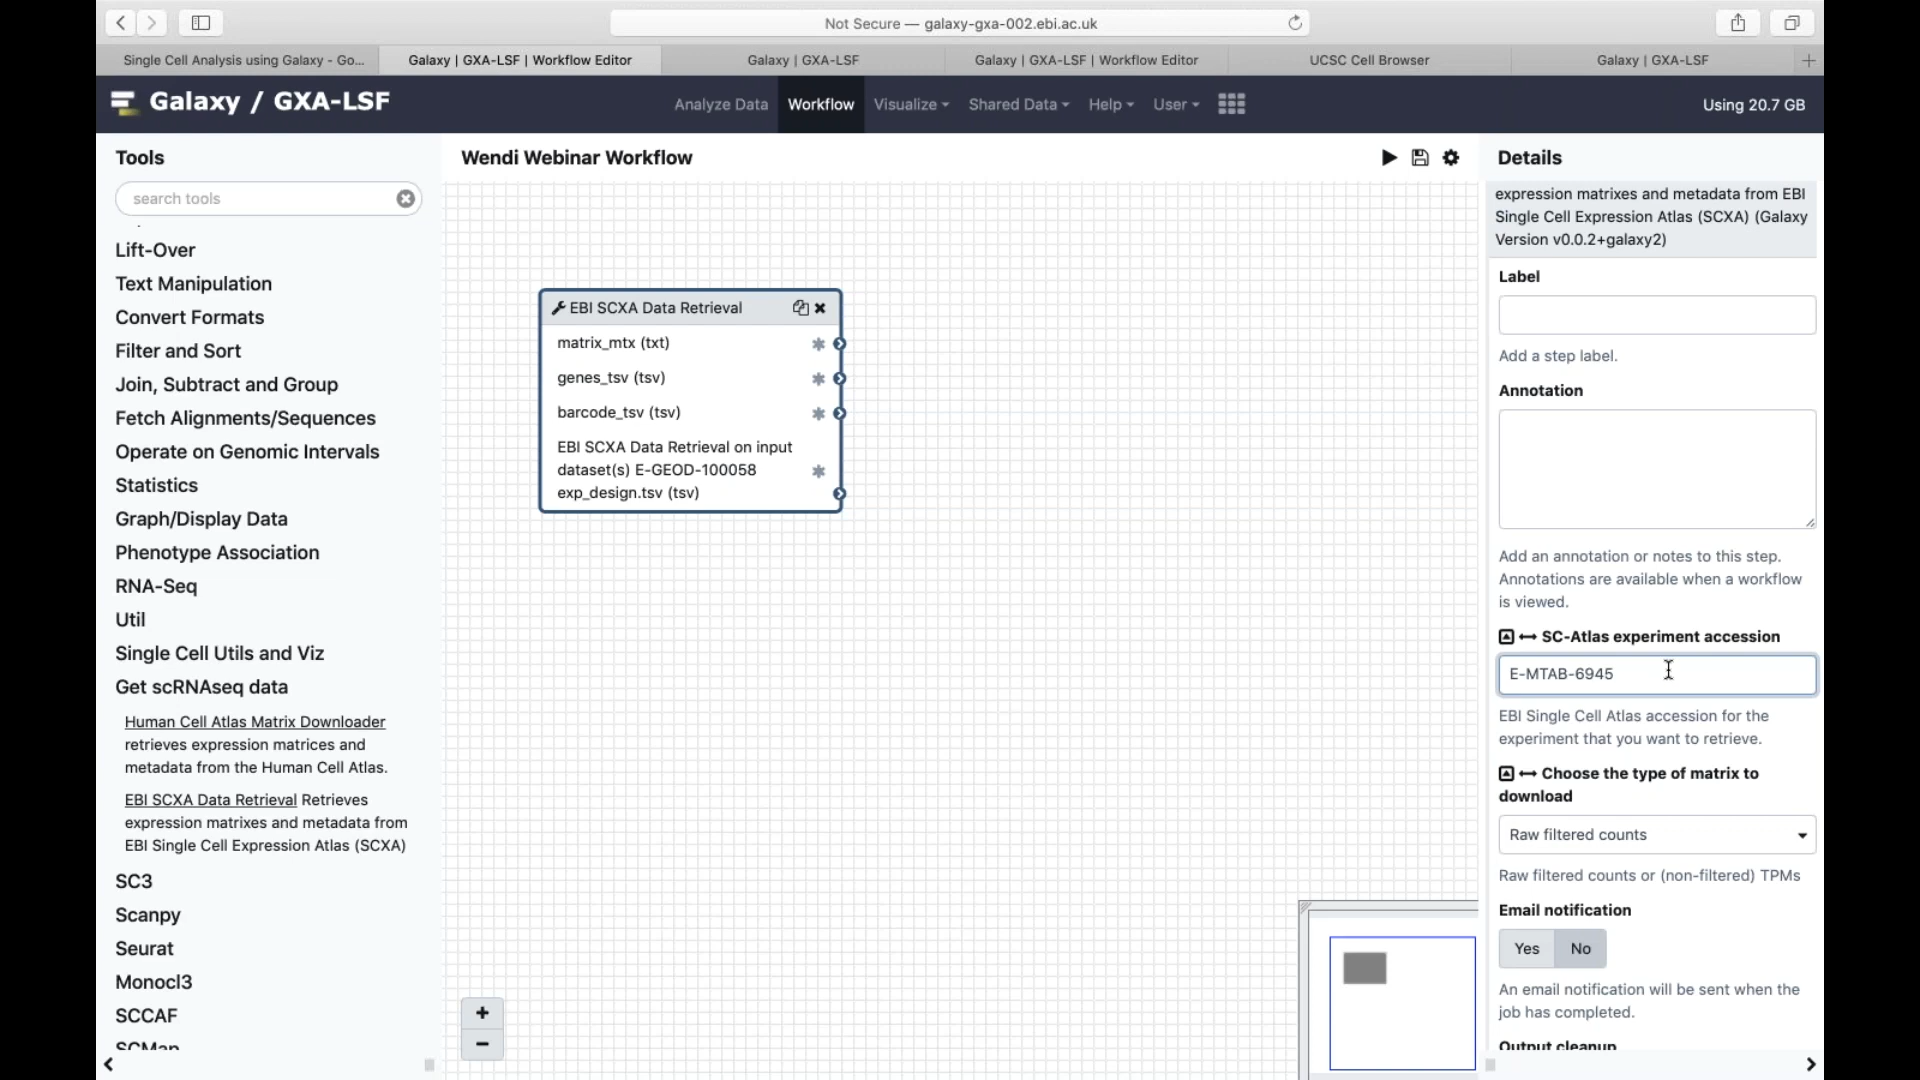 Not Secure — galaxy-gxa-002.ebi.ac.uk
Single Cell Analysis using Galaxy - Go...
Galaxy | GXA-LSF | Workflow Editor
Galaxy | GXA-LSF
Galaxy | GXA-LSF | Workflow Editor
UCSC Cell Browser
Galaxy | GXA-LSF
Galaxy / GXA-LSF
Analyze Data
Workflow
Visualize
Shared Data
Help
User
Using 20.7 GB
Tools
search tools
Lift-Over
Text Manipulation
Convert Formats
Filter and Sort
Join, Subtract and Group
Fetch Alignments/Sequences
Operate on Genomic Intervals
Statistics
Graph/Display Data
Phenotype Association
RNA-Seq
Util
Single Cell Utils and Viz
Get scRNAseq data
Human Cell Atlas Matrix Downloader
retrieves expression matrices and
metadata from the Human Cell Atlas.
EBI SCXA Data Retrieval Retrieves
expression matrixes and metadata from
EBI Single Cell Expression Atlas (SCXA)
SC3
Scanpy
Seurat
Monocl3
SCCAF
SCMap
Wendi Webinar Workflow
EBI SCXA Data Retrieval
matrix_mtx (txt)
genes_tsv (tsv)
barcode_tsv (tsv)
EBI SCXA Data Retrieval on input
dataset(s) E-GEOD-100058
exp_design.tsv (tsv)
+
−
Details
expression matrixes and metadata from EBI
Single Cell Expression Atlas (SCXA) (Galaxy
Version v0.0.2+galaxy2)
Label
Add a step label.
Annotation
Add an annotation or notes to this step.
Annotations are available when a workflow
is viewed.
SC-Atlas experiment accession
E-MTAB-6945
EBI Single Cell Atlas accession for the
experiment that you want to retrieve.
Choose the type of matrix to
download
Raw filtered counts
Raw filtered counts or (non-filtered) TPMs
Email notification
Yes
No
An email notification will be sent when the
job has completed.
Output cleanup